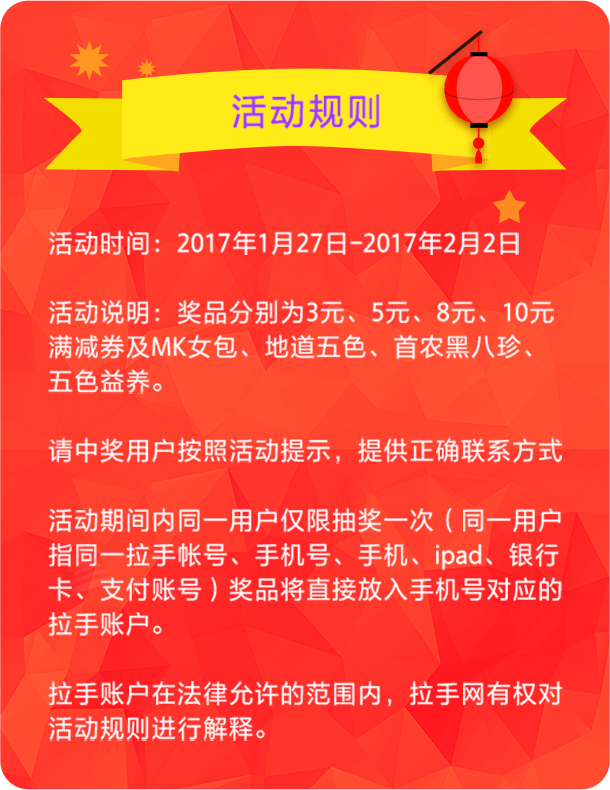 活动规则
活动时间：2017年1月27日-2017年2月2日
活动说明：奖品分别为3元、5元、8元、10元
满减券及MK女包、地道五色、首农黑八珍、
五色益养。
请中奖用户按照活动提示，提供正确联系方式
活动期间内同一用户仅限抽奖一次（同一用户
指同一拉手帐号、手机号、手机、ipad、银行
卡、支付账号）奖品将直接放入手机号对应的
拉手账户。
拉手账户在法律允许的范围内，拉手网有权对
活动规则进行解释。